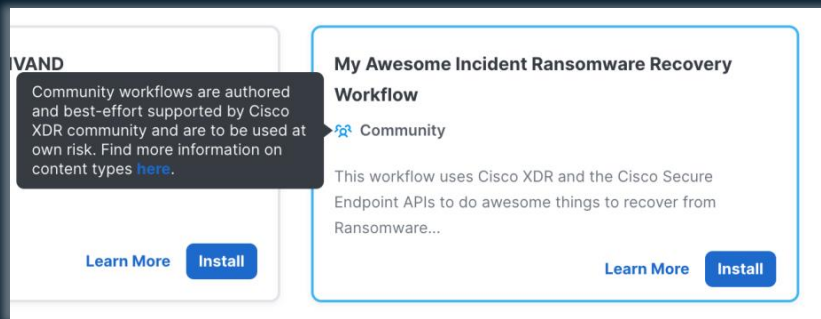 IVAND
Community workflows are authored
and best-effort supported by Cisco
XDR community and are to be used at
own risk. Find more information on
content types here.
Learn More
Install
My Awesome Incident Ransomware Recovery
Workflow
Community
This workflow uses Cisco XDR and the Cisco Secure
Endpoint APIs to do awesome things to recover from
Ransomware...
Learn More
Install